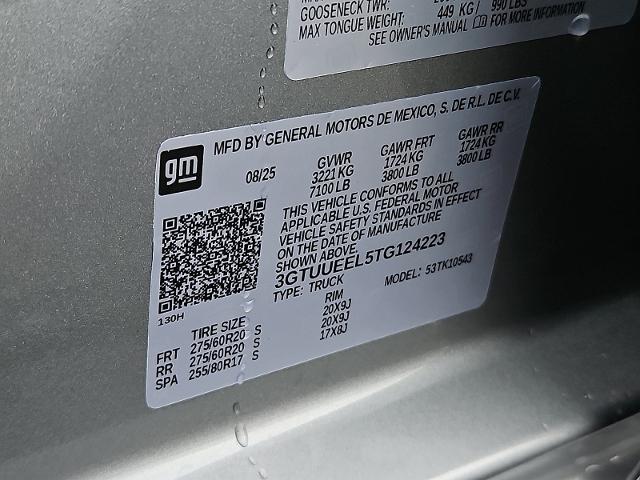 GOOSENECK TWR:
MAX TONGUE WEIGHT: 449 KG/ 990 LBS
SEE OWNER'S MANUAL FOR MORE INFORMATION
gm
MFD BY GENERAL MOTORS DE MEXICO, S. DE R.L. DE C.V.
08/25
GVWR GAWR FRT GAWR RR
3221 KG 1724 KG 1724 KG
7100 LB 3800 LB 3800 LB
THIS VEHICLE CONFORMS TO ALL
APPLICABLE U.S. FEDERAL MOTOR
VEHICLE SAFETY STANDARDS IN EFFECT
ON THE DATE OF MANUFACTURE
SHOWN ABOVE.
3GTUUEEL5TG124223
TYPE: TRUCK MODEL: 53TK10543
130H
TIRE SIZE RIM
FRT 275/60R20 S 20X9J
RR 275/60R20 S 20X9J
SPA 255/80R17 S 17X8J